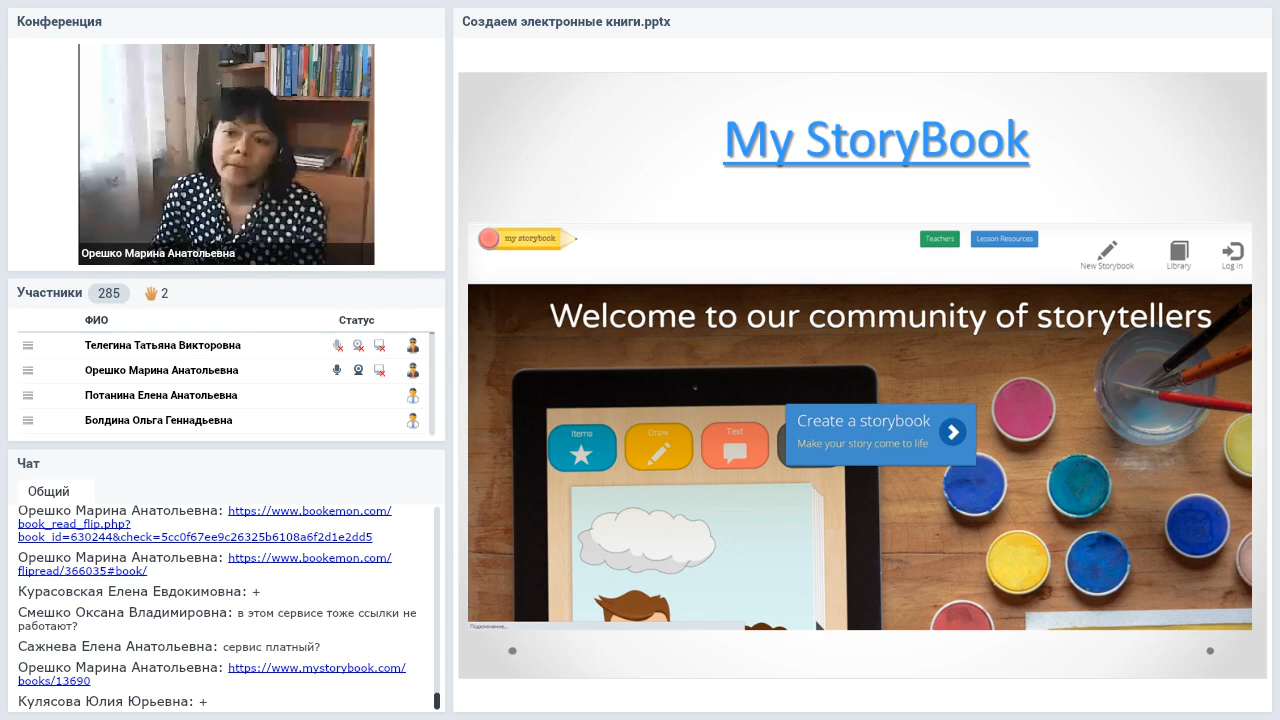 Конференция
Орешко Марина Анатольевна
Участники 285 2
ФИО Статус
Телегина Татьяна Викторовна
Орешко Марина Анатольевна
Потанина Елена Анатольевна
Болдина Ольга Геннадьевна
Чат
Общий
Орешко Марина Анатольевна: https://www.bookemon.com/
book_read_flip.php?
book_id=630244&check=5cc0f67ee9c26325b6108a6f2d1e2dd5
Орешко Марина Анатольевна: https://www.bookemon.com/
flipread/366035#book/
Курасовская Елена Евдокимовна: +
Смешко Оксана Владимировна: в этом сервисе тоже ссылки не
работают?
Сажнева Елена Анатольевна: сервис платный?
Орешко Марина Анатольевна: https://www.mystorybook.com/
books/13690
Кулясова Юлия Юрьевна: +
Создаем электронные книги.pptx
My StoryBook
my storybook
Teachers Lesson Resources
New Storybook Library Log in
Welcome to our community of storytellers
Items Draw Text
Create a storybook
Make your story come to life
Подключение...